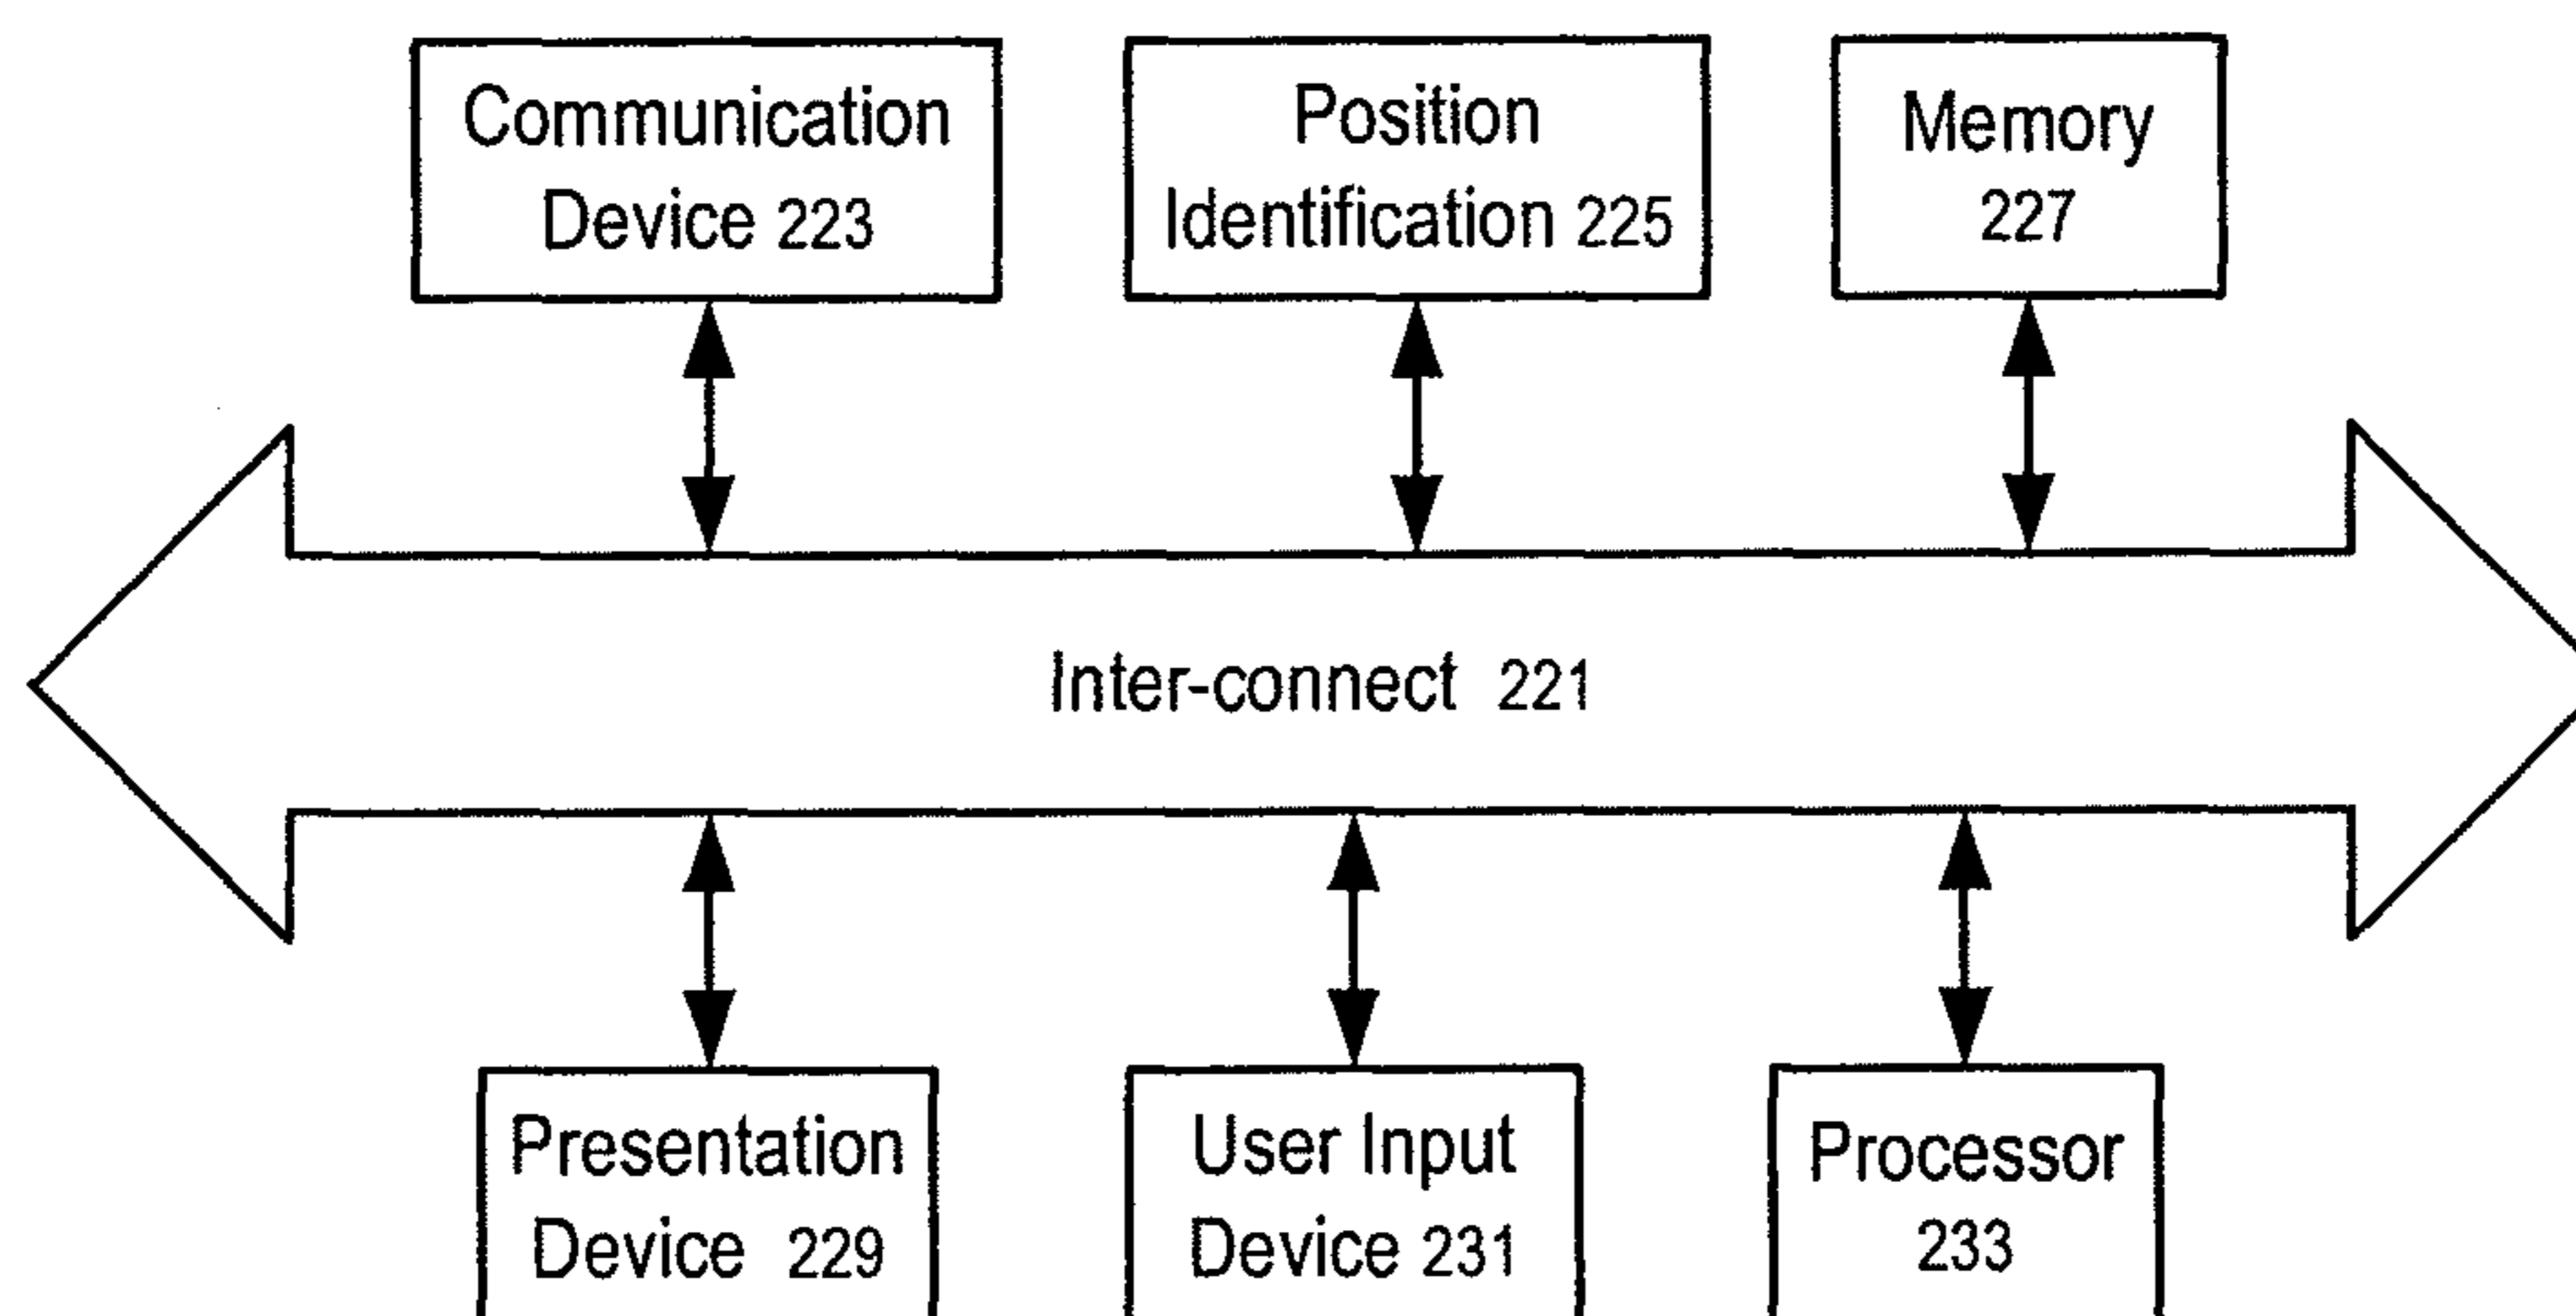 Communication
Device 223
Position
Identification 225
Memory
227
Inter-connect 221
Presentation
Device 229
User Input
Device 231
Processor
233